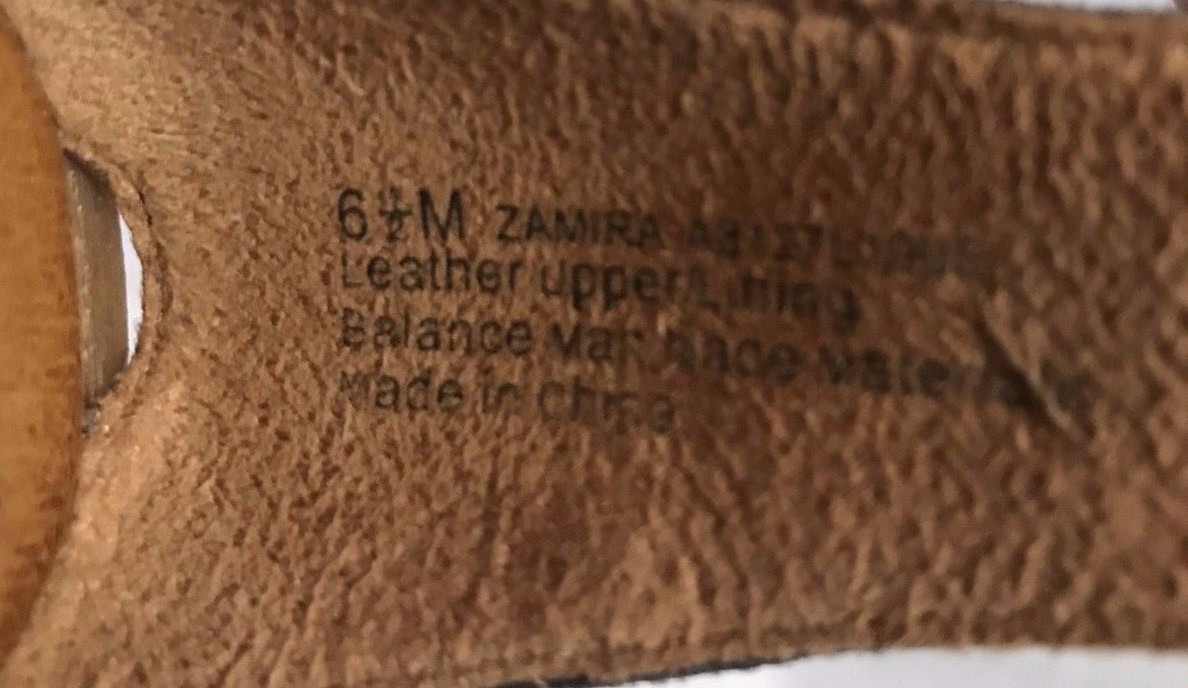 6½M ZAMIRA
Leather upper/Lining
Balance Man made materials
Made in China